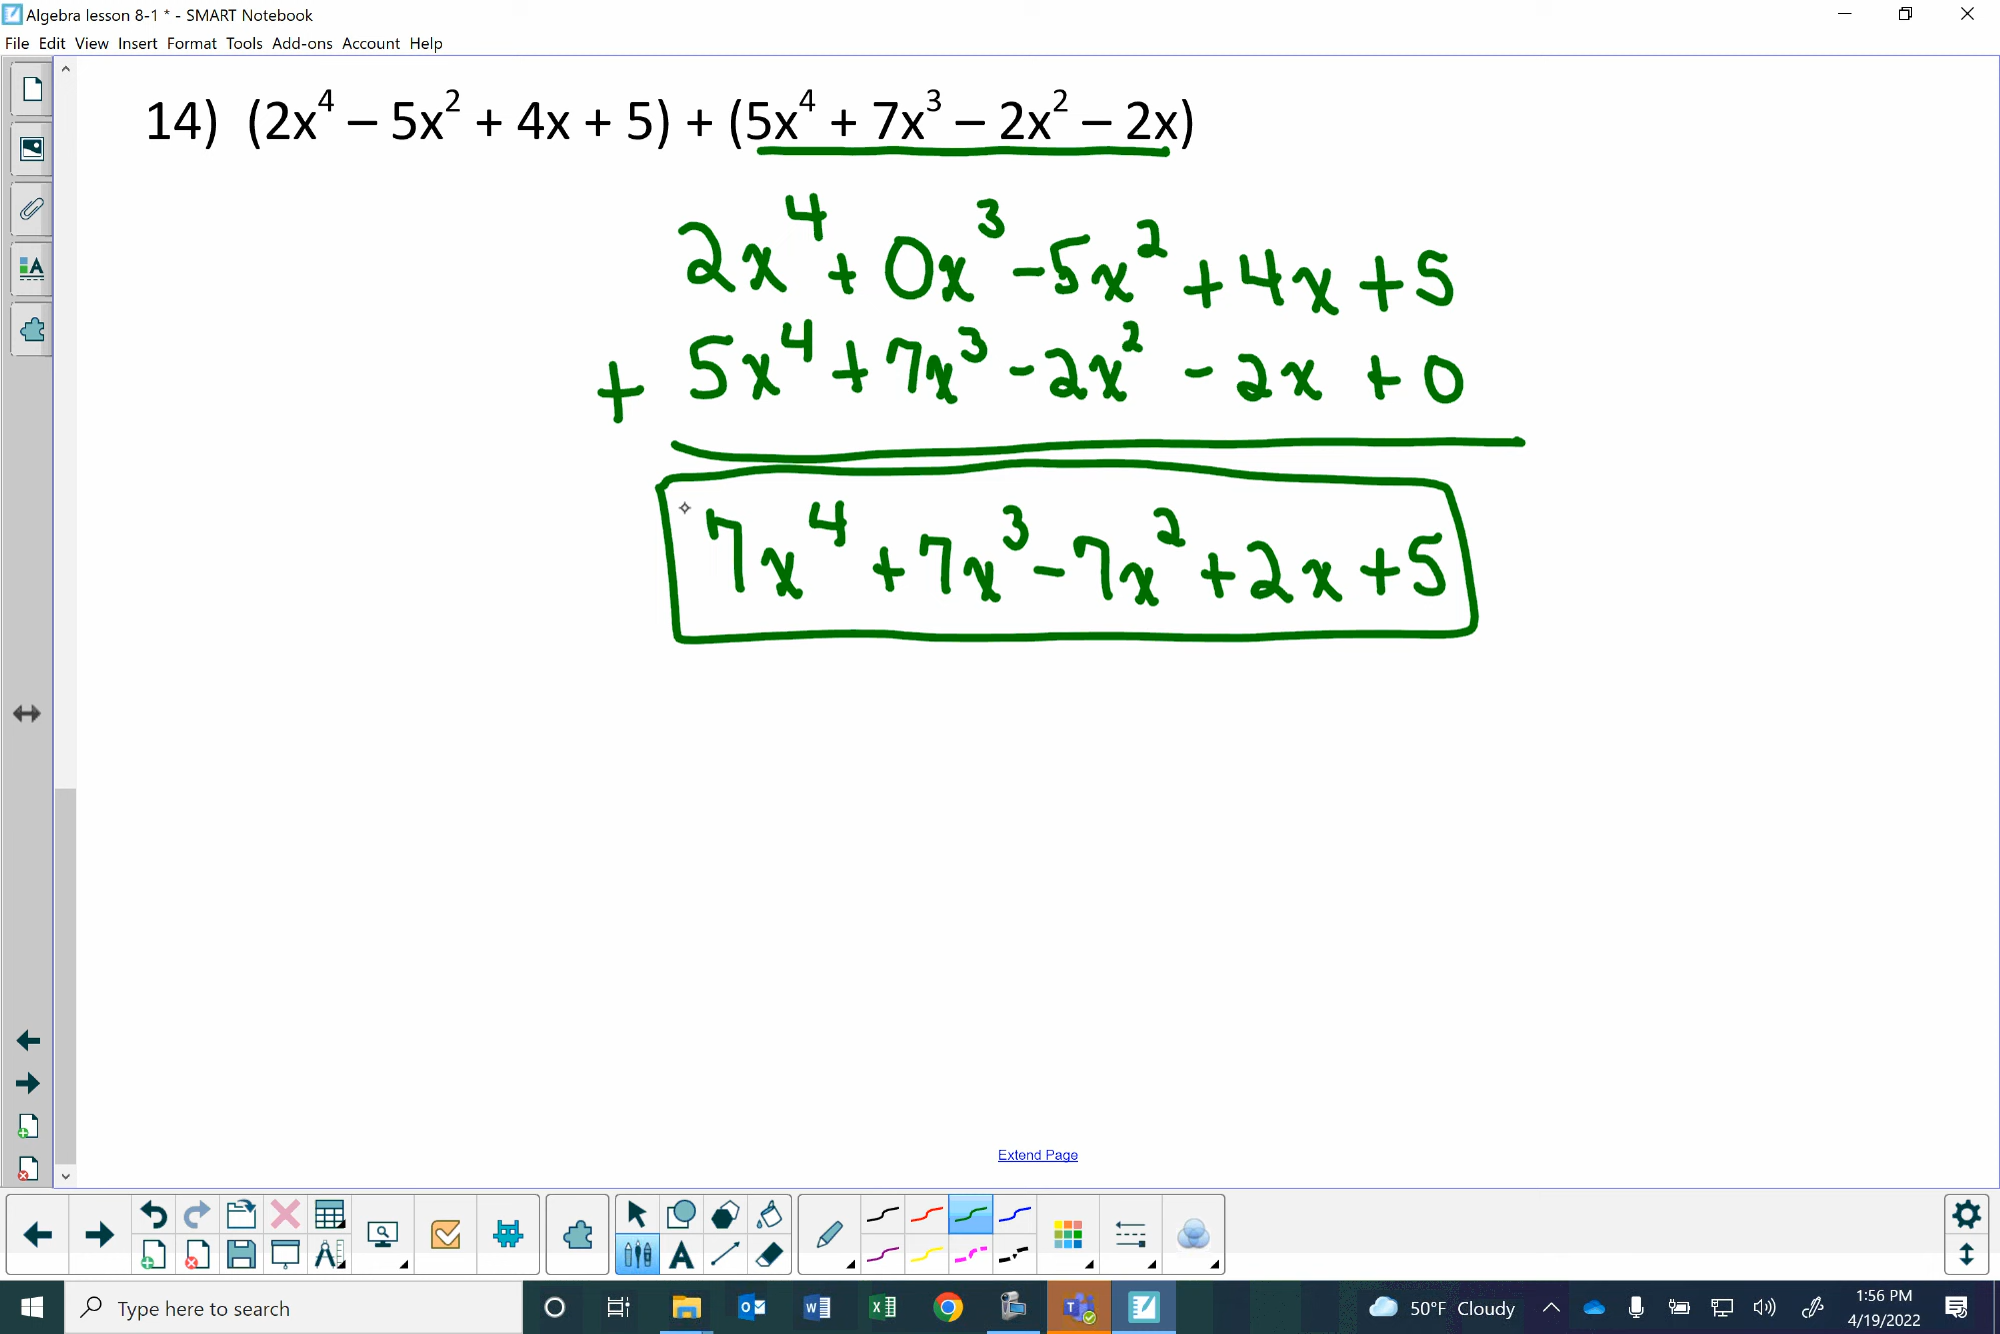 Algebra lesson 8-1 * - SMART Notebook
File Edit View Insert Format Tools Add-ons Account Help
14) (2x⁴ – 5x² + 4x + 5) + (5x⁴ + 7x³ – 2x² – 2x)
2x⁴ + 0x³ - 5x² + 4x + 5
+ 5x⁴ + 7x³ - 2x² - 2x + 0
7x⁴ + 7x³ - 7x² + 2x + 5
Extend Page
Type here to search
50°F Cloudy
1:56 PM
4/19/2022